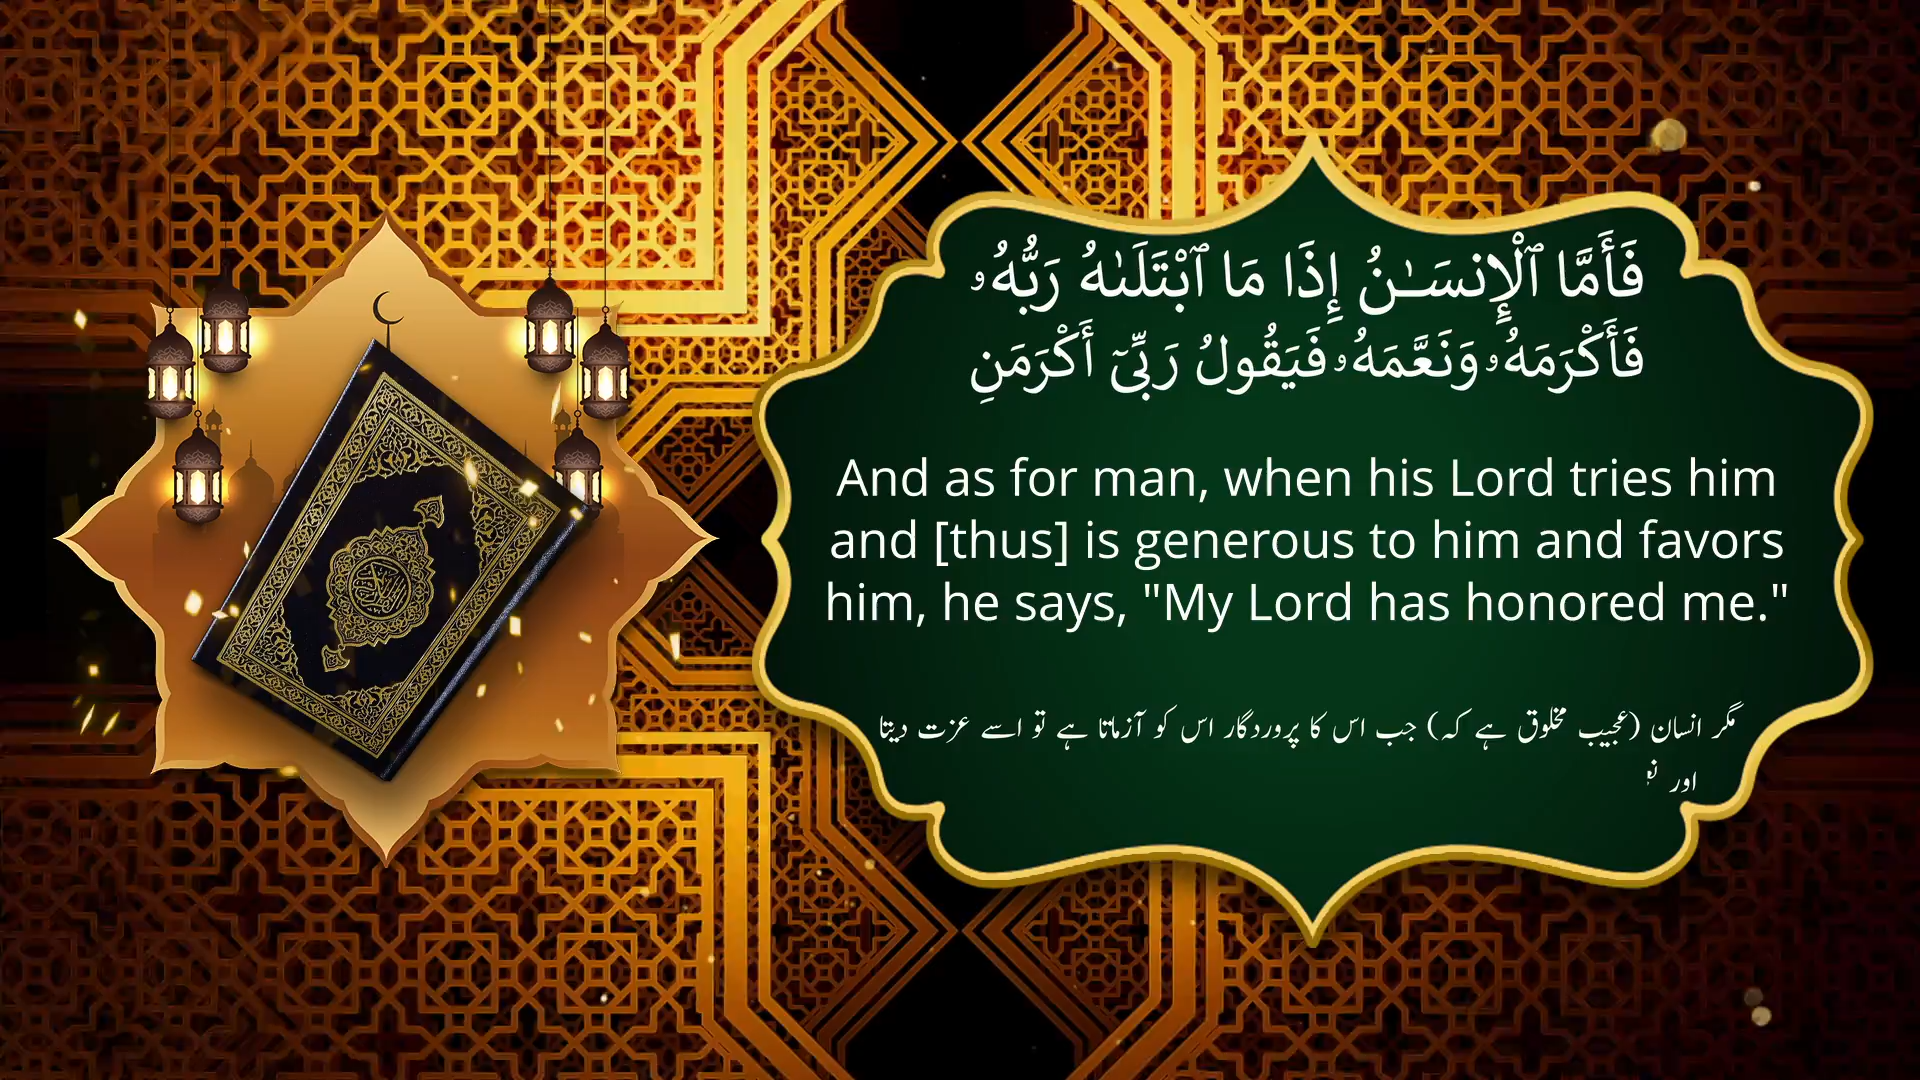 فَأَمَّا ٱلْإِنسَـٰنُ إِذَا مَا ٱبْتَلَىٰهُ رَبُّهُۥ
فَأَكْرَمَهُۥ وَنَعَّمَهُۥ فَيَقُولُ رَبِّىٓ أَكْرَمَنِ
And as for man, when his Lord tries him
and [thus] is generous to him and favors
him, he says, "My Lord has honored me."
مگر انسان (عجیب مخلوق ہے کہ) جب اس کا پروردگار اس کو آزماتا ہے تو اسے عزت دیتا
اور